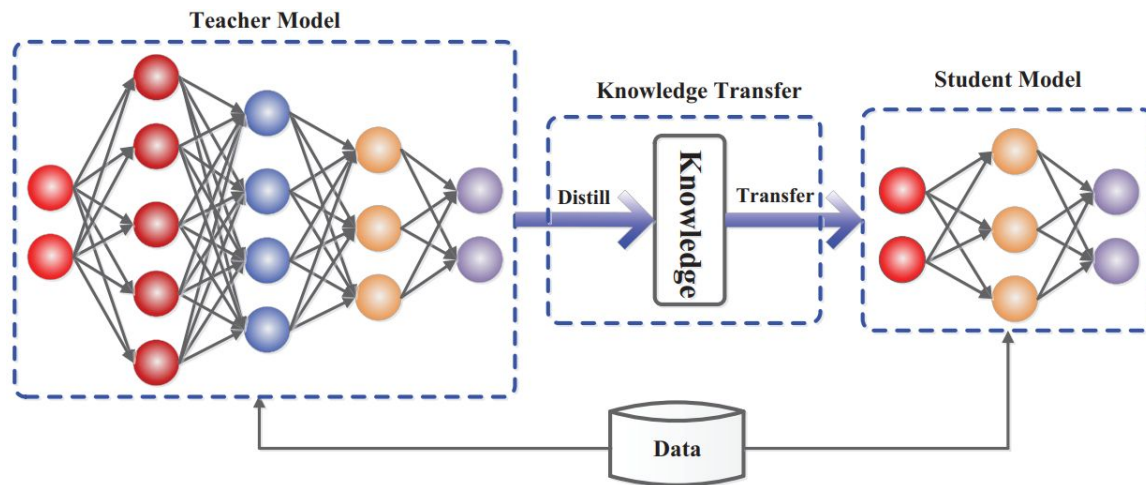 Teacher Model
Knowledge Transfer
Student Model
Distill
Knowledge
Transfer
Data